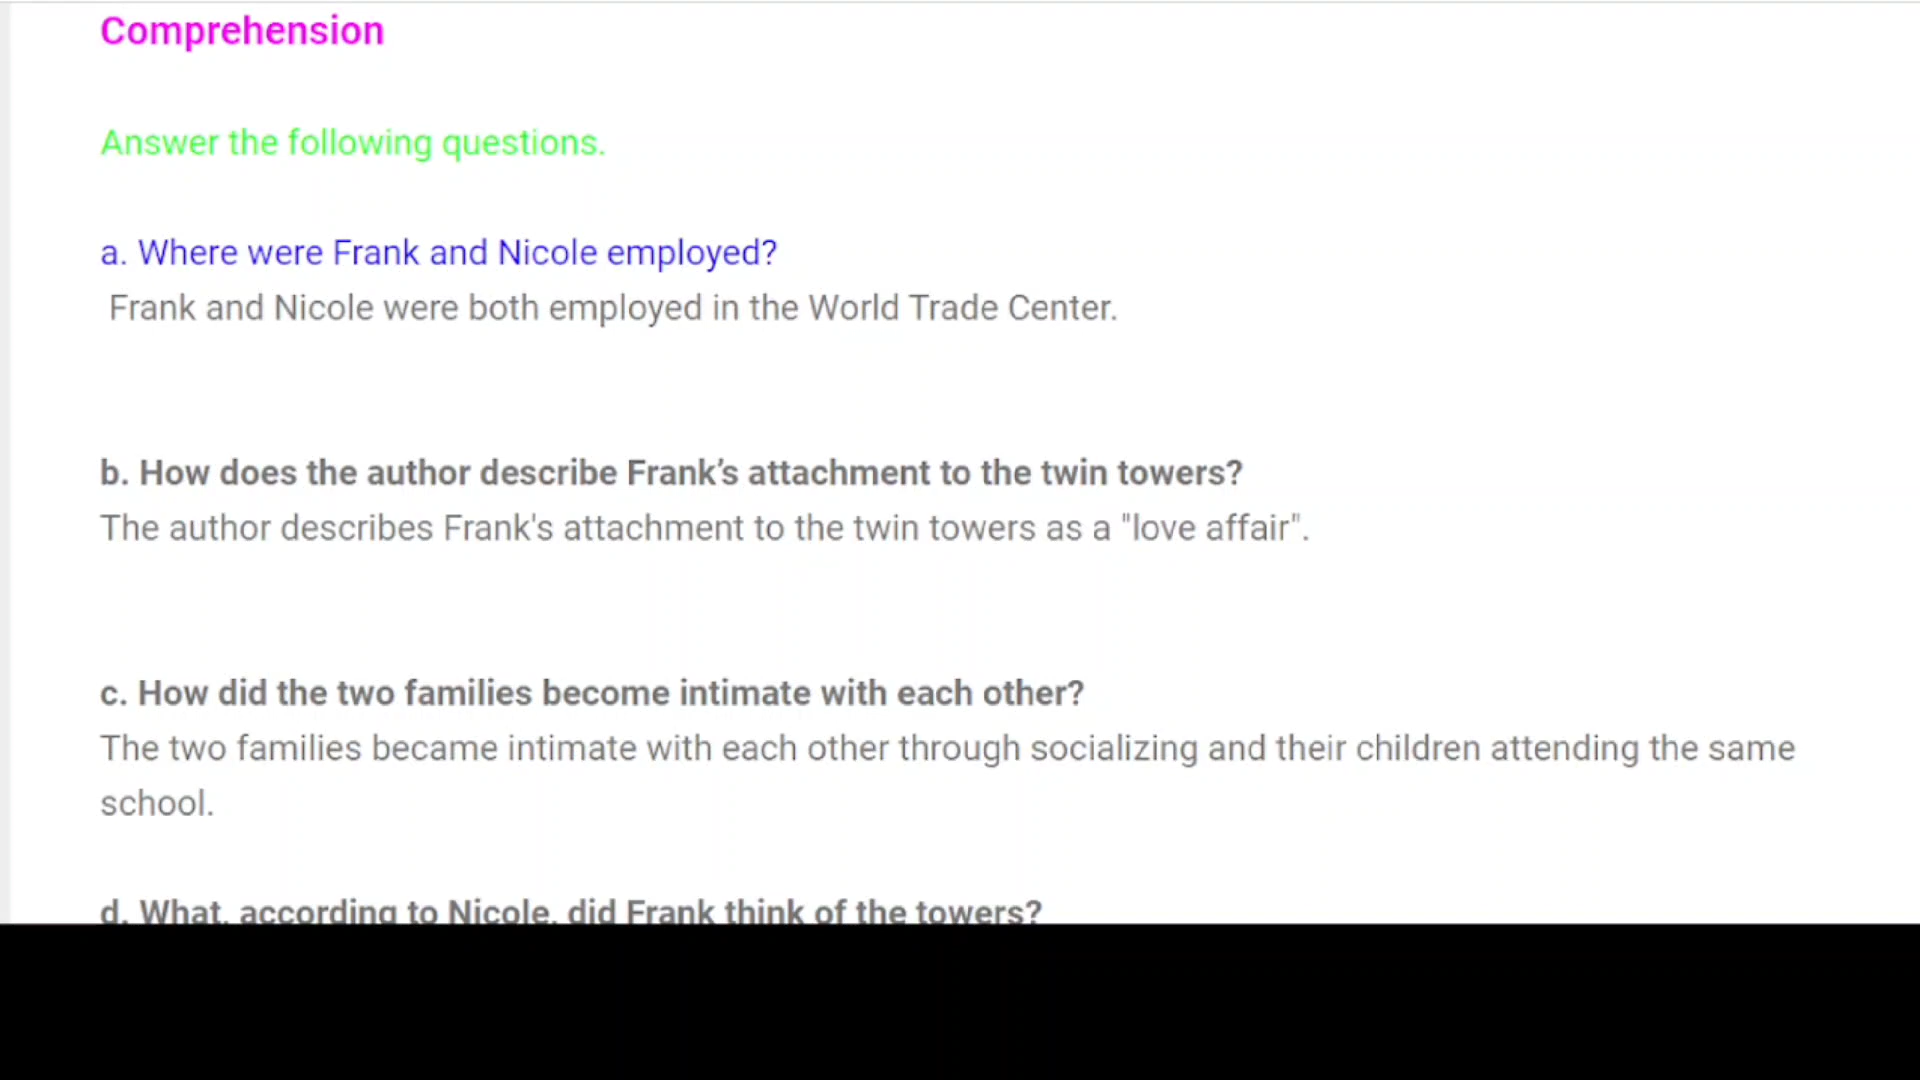 Comprehension
Answer the following questions.
a. Where were Frank and Nicole employed?
Frank and Nicole were both employed in the World Trade Center.
b. How does the author describe Frank’s attachment to the twin towers?
The author describes Frank's attachment to the twin towers as a "love affair".
c. How did the two families become intimate with each other?
The two families became intimate with each other through socializing and their children attending the same
school.
d. What, according to Nicole, did Frank think of the towers?